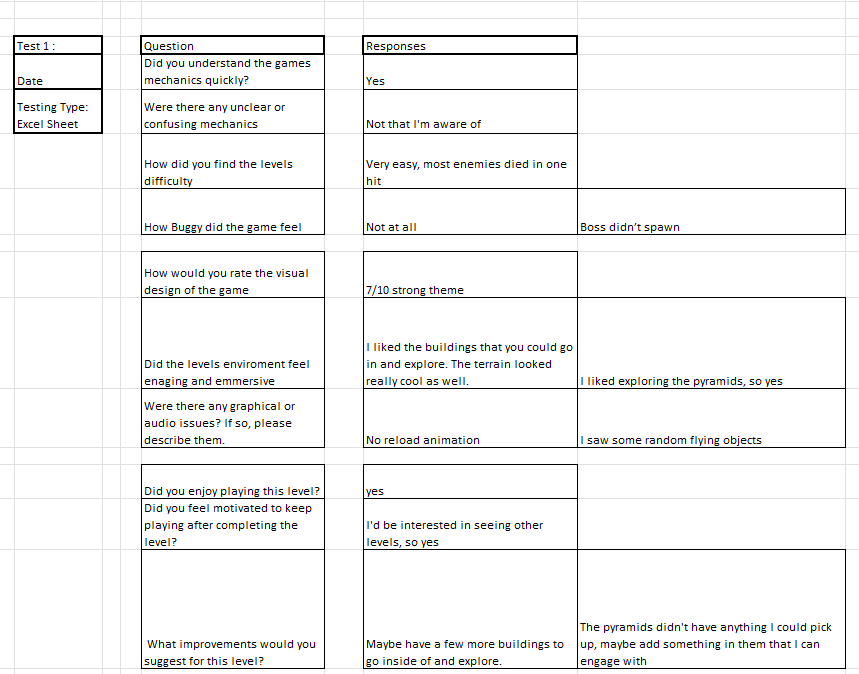 Test 1 :
Question
Responses
Date
Did you understand the games
mechanics quickly?
Yes
Testing Type:
Excel Sheet
Were there any unclear or
confusing mechanics
Not that I'm aware of
How did you find the levels
difficulty
Very easy, most enemies died in one
hit
How Buggy did the game feel
Not at all
Boss didn't spawn
How would you rate the visual
design of the game
7/10 strong theme
Did the levels enviroment feel
enaging and emmersive
I liked the buildings that you could go
in and explore. The terrain looked
really cool as well.
I liked exploring the pyramids, so yes
Were there any graphical or
audio issues? If so, please
describe them.
No reload animation
I saw some random flying objects
Did you enjoy playing this level?
yes
Did you feel motivated to keep
playing after completing the
level?
I'd be interested in seeing other
levels, so yes
What improvements would you
suggest for this level?
Maybe have a few more buildings to
go inside of and explore.
The pyramids didn't have anything I could pick
up, maybe add something in them that I can
engage with